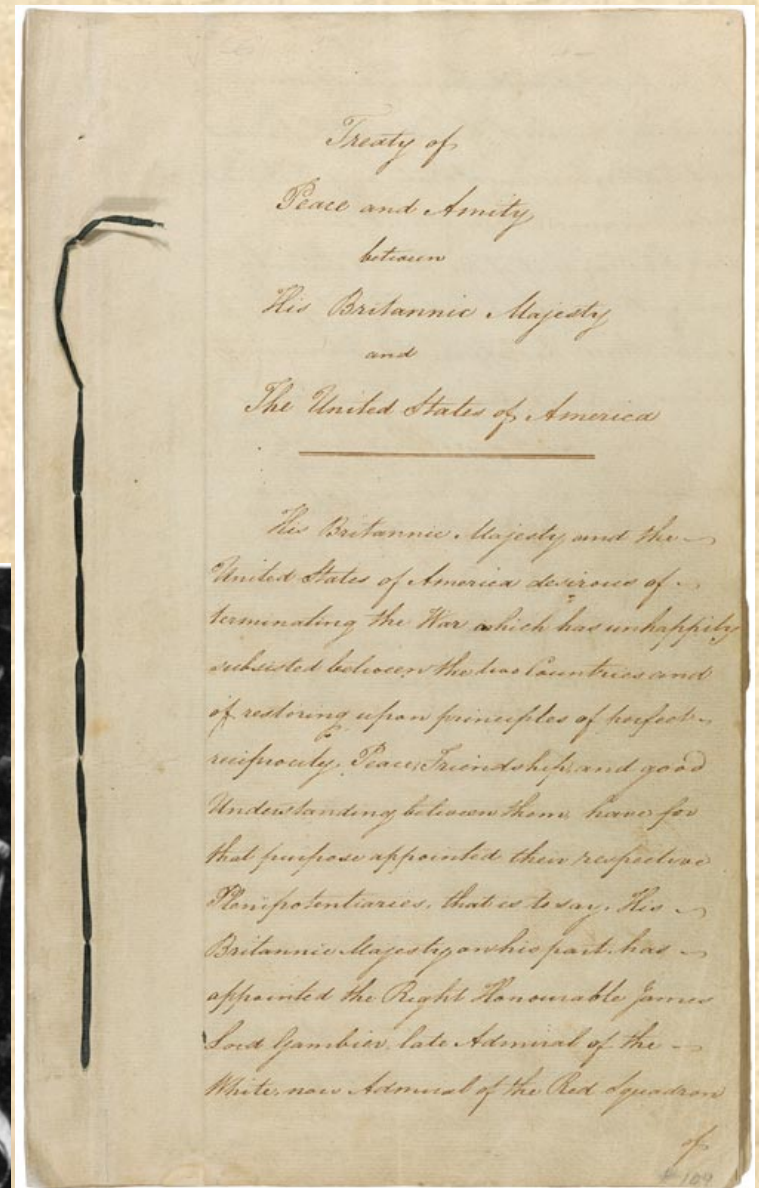 Treaty of
Peace and Amity
between
His Britannic Majesty
and
The United States of America
His Britannic Majesty and the
United States of America desirous of
terminating the War which has unhappily
subsisted between the two Countries and
of restoring upon principles of perfect
reciprocity, Peace, Friendship, and good
Understanding between them, have for
that purpose appointed their respective
Plenipotentiaries, that is to say, His
Britannic Majesty on his part, has
appointed the Right Honourable James
Lord Gambier, late Admiral of the
White, now Admiral of the Red Squadron
of
109